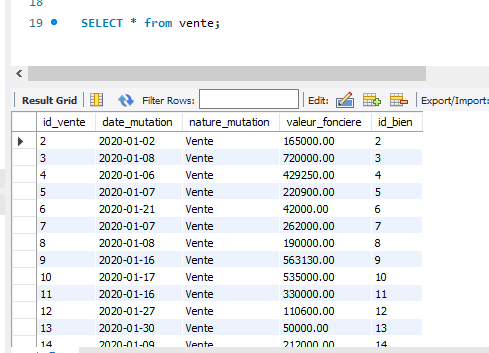 18
19 SELECT * from vente;
Result Grid Filter Rows: Edit: Export/Import:
id_vente date_mutation nature_mutation valeur_fonciere id_bien
2 2020-01-02 Vente 165000.00 2
3 2020-01-08 Vente 720000.00 3
4 2020-01-06 Vente 429250.00 4
5 2020-01-07 Vente 220900.00 5
6 2020-01-21 Vente 42000.00 6
7 2020-01-07 Vente 262000.00 7
8 2020-01-08 Vente 190000.00 8
9 2020-01-16 Vente 563130.00 9
10 2020-01-17 Vente 535000.00 10
11 2020-01-16 Vente 330000.00 11
12 2020-01-27 Vente 110600.00 12
13 2020-01-30 Vente 50000.00 13
14 2020-01-09 Vente 212000.00 14